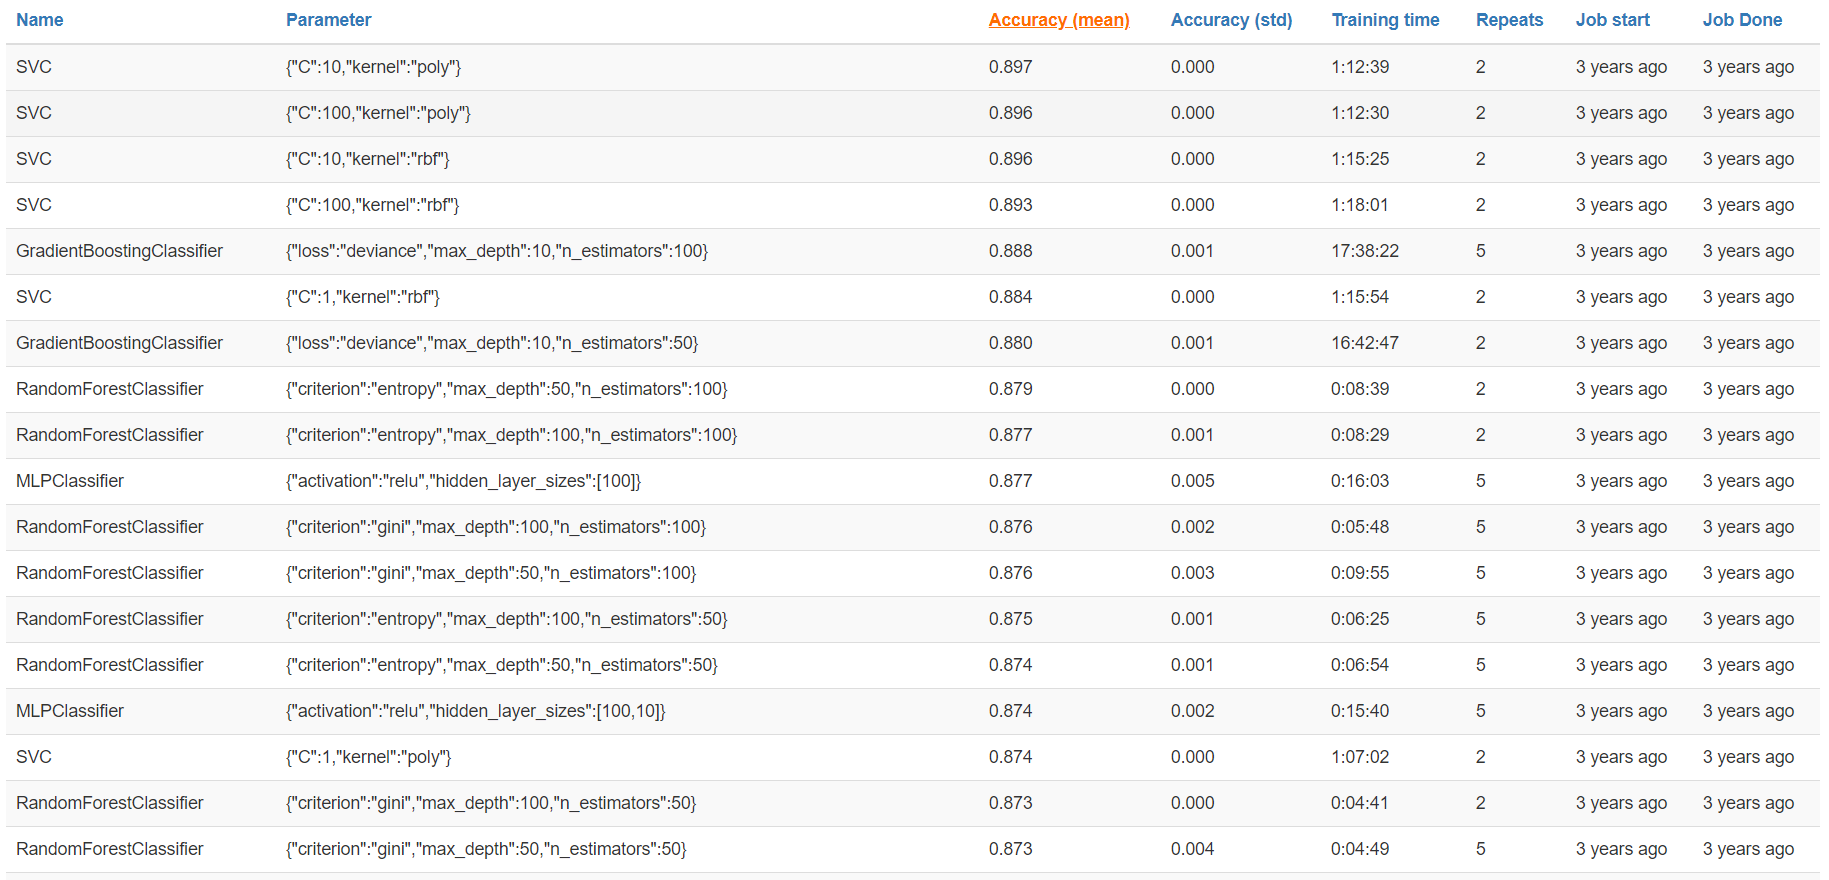 Name Parameter Accuracy (mean) Accuracy (std) Training time Repeats Job start Job Done
SVC {"C":10,"kernel":"poly"} 0.897 0.000 1:12:39 2 3 years ago 3 years ago
SVC {"C":100,"kernel":"poly"} 0.896 0.000 1:12:30 2 3 years ago 3 years ago
SVC {"C":10,"kernel":"rbf"} 0.896 0.000 1:15:25 2 3 years ago 3 years ago
SVC {"C":100,"kernel":"rbf"} 0.893 0.000 1:18:01 2 3 years ago 3 years ago
GradientBoostingClassifier {"loss":"deviance","max_depth":10,"n_estimators":100} 0.888 0.001 17:38:22 5 3 years ago 3 years ago
SVC {"C":1,"kernel":"rbf"} 0.884 0.000 1:15:54 2 3 years ago 3 years ago
GradientBoostingClassifier {"loss":"deviance","max_depth":10,"n_estimators":50} 0.880 0.001 16:42:47 2 3 years ago 3 years ago
RandomForestClassifier {"criterion":"entropy","max_depth":50,"n_estimators":100} 0.879 0.000 0:08:39 2 3 years ago 3 years ago
RandomForestClassifier {"criterion":"entropy","max_depth":100,"n_estimators":100} 0.877 0.001 0:08:29 2 3 years ago 3 years ago
MLPClassifier {"activation":"relu","hidden_layer_sizes":[100]} 0.877 0.005 0:16:03 5 3 years ago 3 years ago
RandomForestClassifier {"criterion":"gini","max_depth":100,"n_estimators":100} 0.876 0.002 0:05:48 5 3 years ago 3 years ago
RandomForestClassifier {"criterion":"gini","max_depth":50,"n_estimators":100} 0.876 0.003 0:09:55 5 3 years ago 3 years ago
RandomForestClassifier {"criterion":"entropy","max_depth":100,"n_estimators":50} 0.875 0.001 0:06:25 5 3 years ago 3 years ago
RandomForestClassifier {"criterion":"entropy","max_depth":50,"n_estimators":50} 0.874 0.001 0:06:54 5 3 years ago 3 years ago
MLPClassifier {"activation":"relu","hidden_layer_sizes":[100,10]} 0.874 0.002 0:15:40 5 3 years ago 3 years ago
SVC {"C":1,"kernel":"poly"} 0.874 0.000 1:07:02 2 3 years ago 3 years ago
RandomForestClassifier {"criterion":"gini","max_depth":100,"n_estimators":50} 0.873 0.000 0:04:41 2 3 years ago 3 years ago
RandomForestClassifier {"criterion":"gini","max_depth":50,"n_estimators":50} 0.873 0.004 0:04:49 5 3 years ago 3 years ago